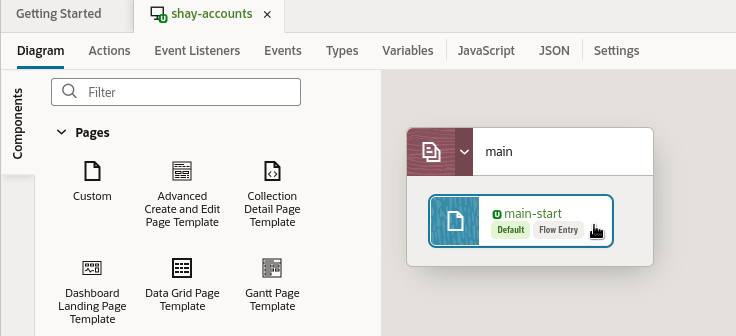 Getting Started
shay-accounts
Diagram
Actions
Event Listeners
Events
Types
Variables
JavaScript
JSON
Settings
Components
Filter
Pages
Custom
Advanced
Create and Edit
Page Template
Collection
Detail Page
Template
Dashboard
Landing Page
Template
Data Grid Page
Template
Gantt Page
Template
main
U main-start
Default
Flow Entry